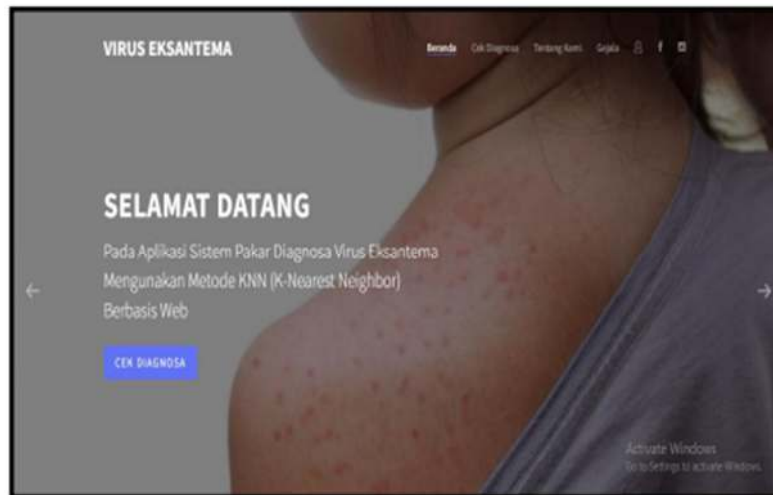 VIRUS EKSANTEMA
Beranda Cek Diagnosa Tentang Kami Gejala
SELAMAT DATANG
Pada Aplikasi Sistem Pakar Diagnosa Virus Eksantema
Mengunakan Metode KNN (K-Nearest Neighbor)
Berbasis Web
CEK DIAGNOSA
Activate Windows
Go to Settings to activate Windows.